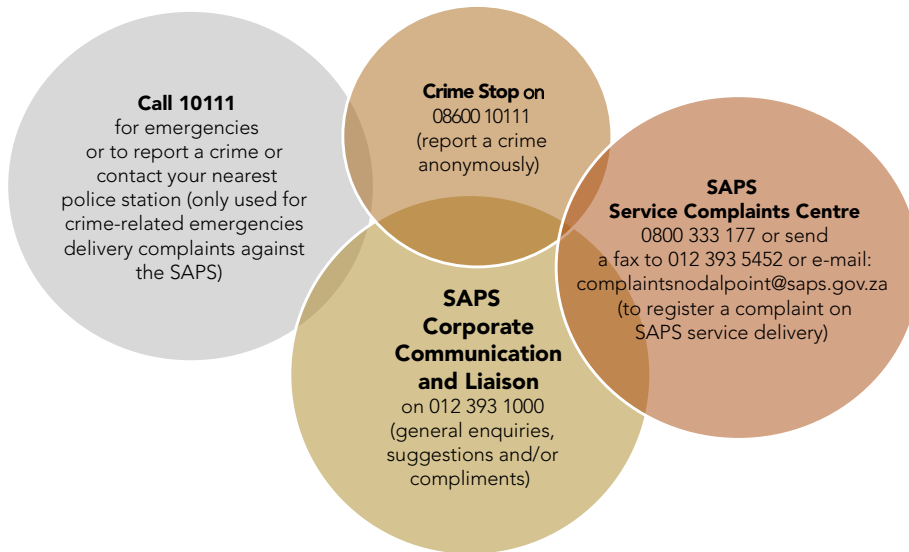 Call 10111
for emergencies
or to report a crime or
contact your nearest
police station (only used for
crime-related emergencies
delivery complaints against
the SAPS)
Crime Stop on
08600 10111
(report a crime
anonymously)
SAPS
Service Complaints Centre
0800 333 177 or send
a fax to 012 393 5452 or e-mail:
complaintsnodalpoint@saps.gov.za
(to register a complaint on
SAPS service delivery)
SAPS
Corporate
Communication
and Liaison
on 012 393 1000
(general enquiries,
suggestions and/or
compliments)